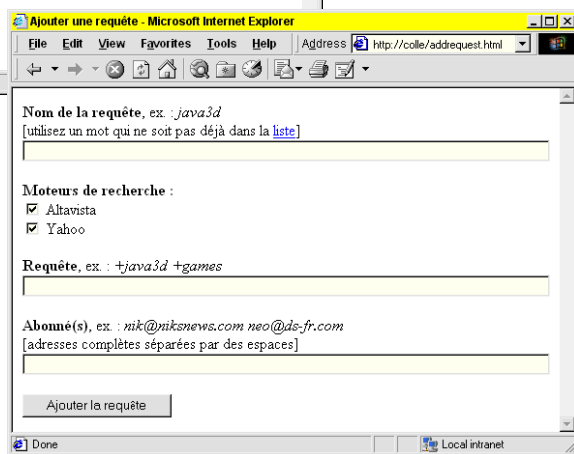 Ajouter une requête - Microsoft Internet Explorer
File Edit View Favorites Tools Help Address http://colle/addrequest.html
Nom de la requête, ex. : java3d
[utilisez un mot qui ne soit pas déjà dans la liste]
Moteurs de recherche :
Altavista
Yahoo
Requête, ex. : +java3d +games
Abonné(s), ex. : nik@niksnews.com neo@ds-fr.com
[adresses complètes séparées par des espaces]
Ajouter la requête
Done Local intranet